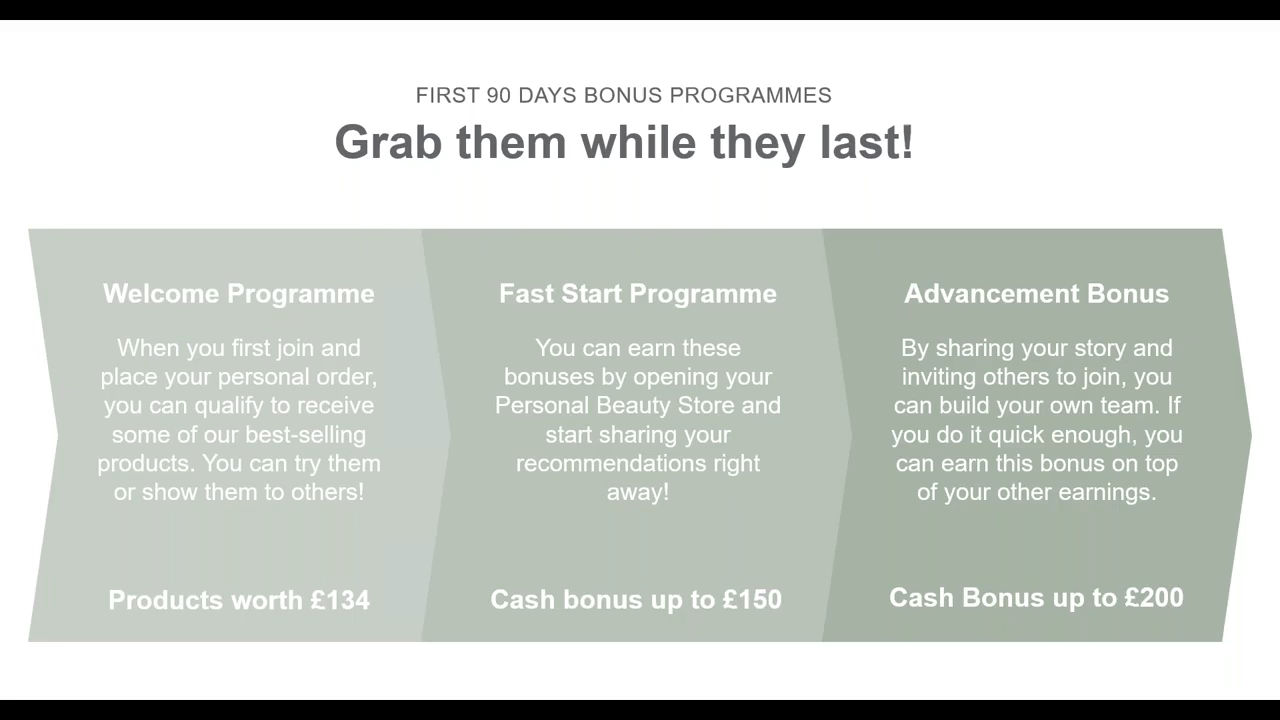 FIRST 90 DAYS BONUS PROGRAMMES
Grab them while they last!
Welcome Programme
When you first join and
place your personal order,
you can qualify to receive
some of our best-selling
products. You can try them
or show them to others!
Products worth £134
Fast Start Programme
You can earn these
bonuses by opening your
Personal Beauty Store and
start sharing your
recommendations right
away!
Cash bonus up to £150
Advancement Bonus
By sharing your story and
inviting others to join, you
can build your own team. If
you do it quick enough, you
can earn this bonus on top
of your other earnings.
Cash Bonus up to £200